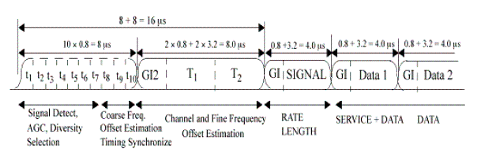 8 + 8 = 16 μs
10 x 0.8 = 8 μs
2 x 0.8 + 2 x 3.2 = 8.0 μs
0.8 +3.2 = 4.0 μs
0.8 + 3.2 = 4.0 μs
0.8 + 3.2 = 4.0 μs
t1 t2 t3 t4 t5 t6 t7 t8 t9 t10
GI2
T1
T2
GI
SIGNAL
GI
Data 1
GI
Data 2
Signal Detect,
AGC, Diversity
Selection
Coarse Freq.
Offset Estimation
Timing Synchronize
Channel and Fine Frequency
Offset Estimation
RATE
LENGTH
SERVICE + DATA
DATA